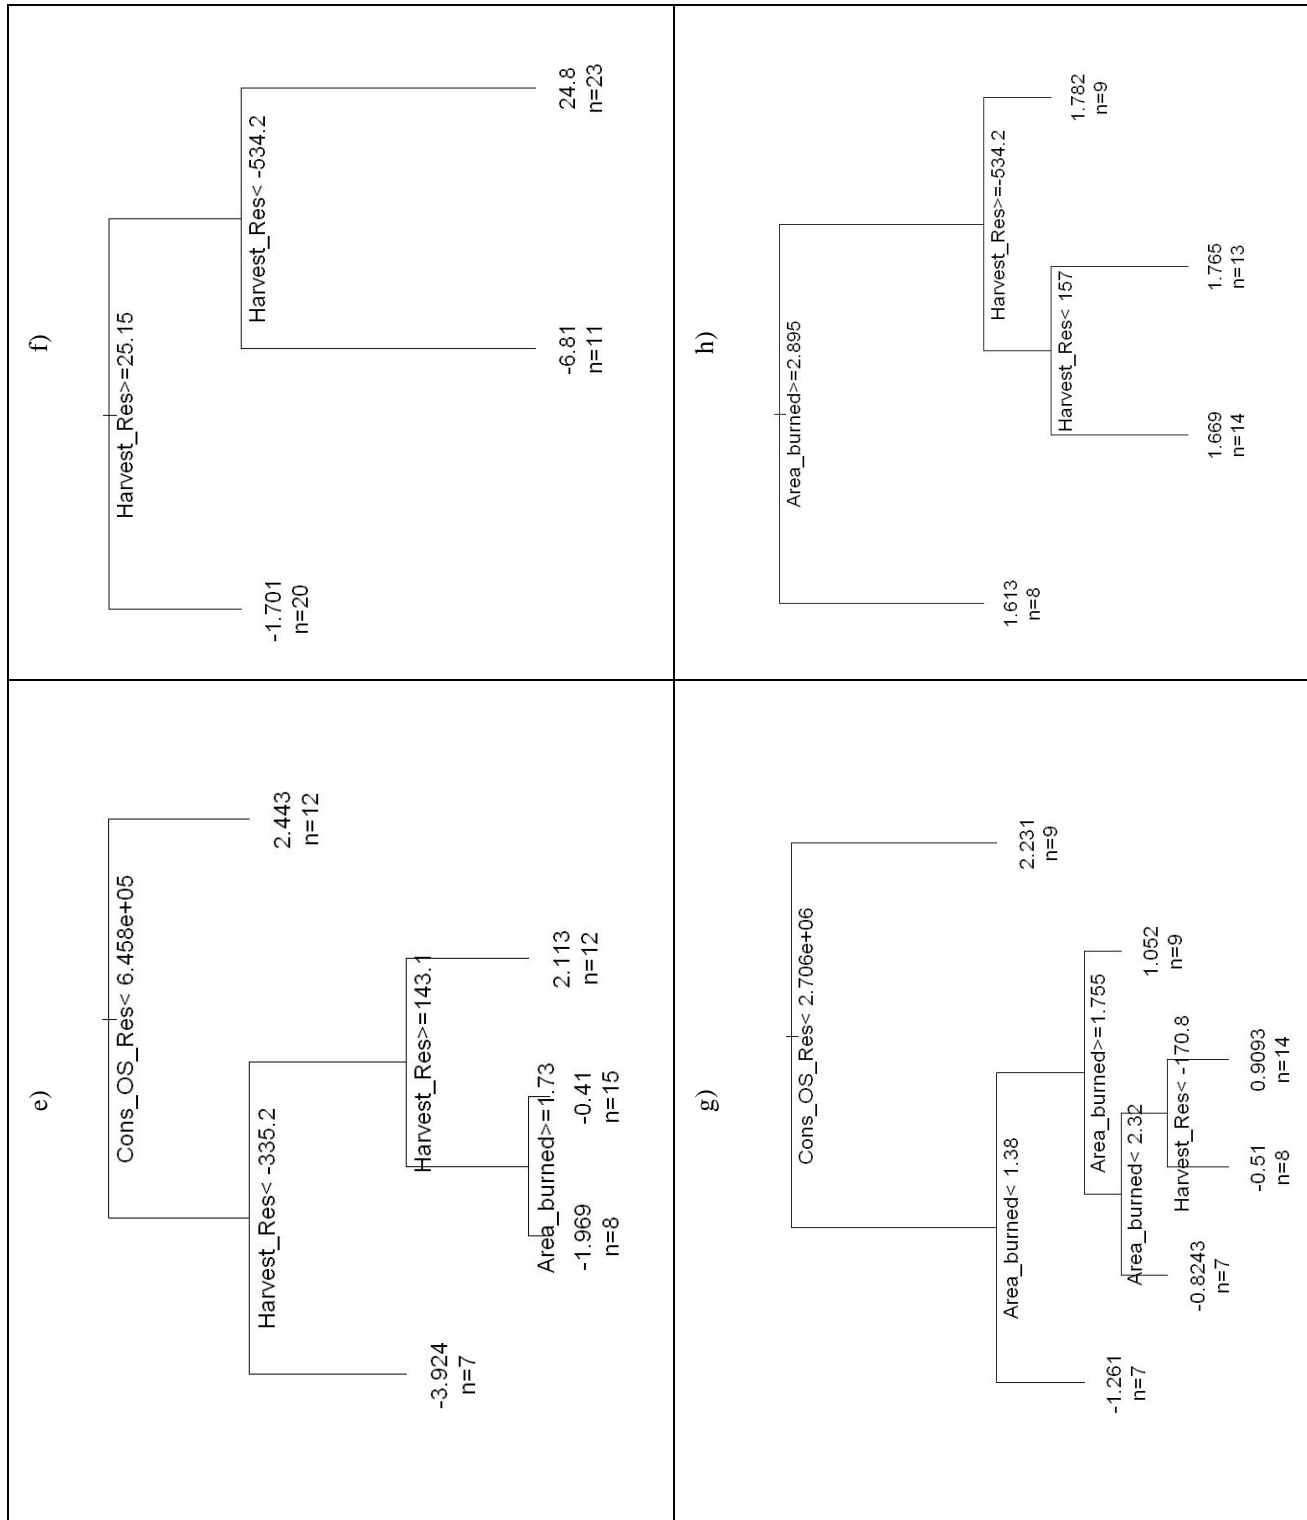 e)
Cons_OS_Res< 6.458e+05
Harvest_Res< -335.2
2.443
n=12
-3.924
n=7
Harvest_Res>=143.1
Area_burned>=1.73
2.113
n=12
-1.969
n=8
-0.41
n=15
f)
Harvest_Res>=25.15
-1.701
n=20
Harvest_Res< -534.2
-6.81
n=11
24.8
n=23
g)
Cons_OS_Res< 2.706e+06
Area_burned< 1.38
2.231
n=9
-1.261
n=7
Area_burned>=1.755
Area_burned< 2.32
1.052
n=9
-0.8243
n=7
Harvest_Res< -170.8
-0.51
n=8
0.9093
n=14
h)
Area_burned>=2.895
1.613
n=8
Harvest_Res>=-534.2
Harvest_Res< 157
1.782
n=9
1.669
n=14
1.765
n=13